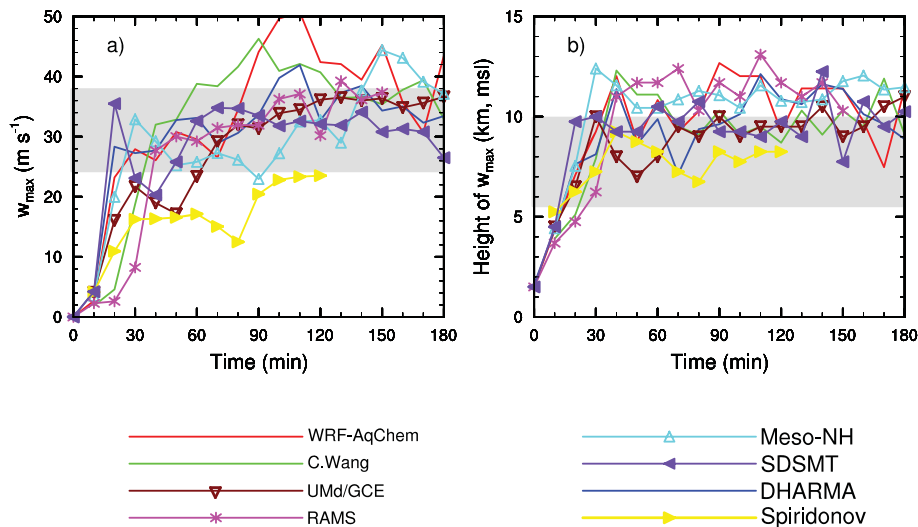 a)
50
40
30
20
10
0
w max (m s-1)
0 30 60 90 120 150 180
Time (min)
b)
15
10
5
0
Height of w max (km, msl)
0 30 60 90 120 150 180
Time (min)
WRF-AqChem
C.Wang
UMd/GCE
RAMS
Meso-NH
SDSMT
DHARMA
Spiridonov